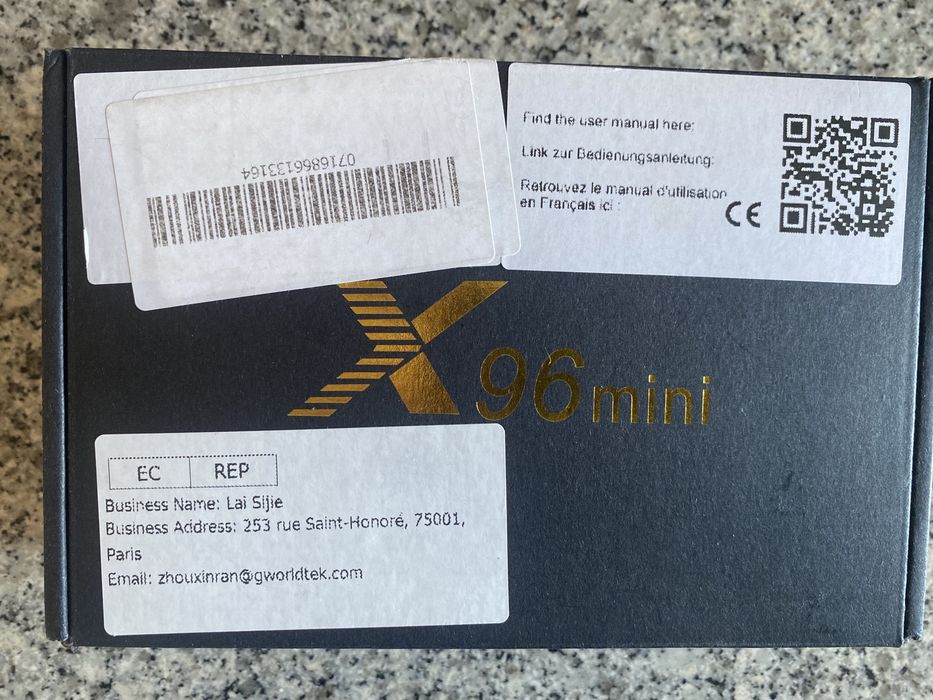 0716866133164
Find the user manual here:
Link zur Bedienungsanleitung:
Retrouvez le manual d'utilisation
en Français ici :
CE
X96mini
EC REP
Business Name: Lai Sijie
Business Address: 253 rue Saint-Honoré, 75001,
Paris
Email: zhouxinran@gworldtek.com